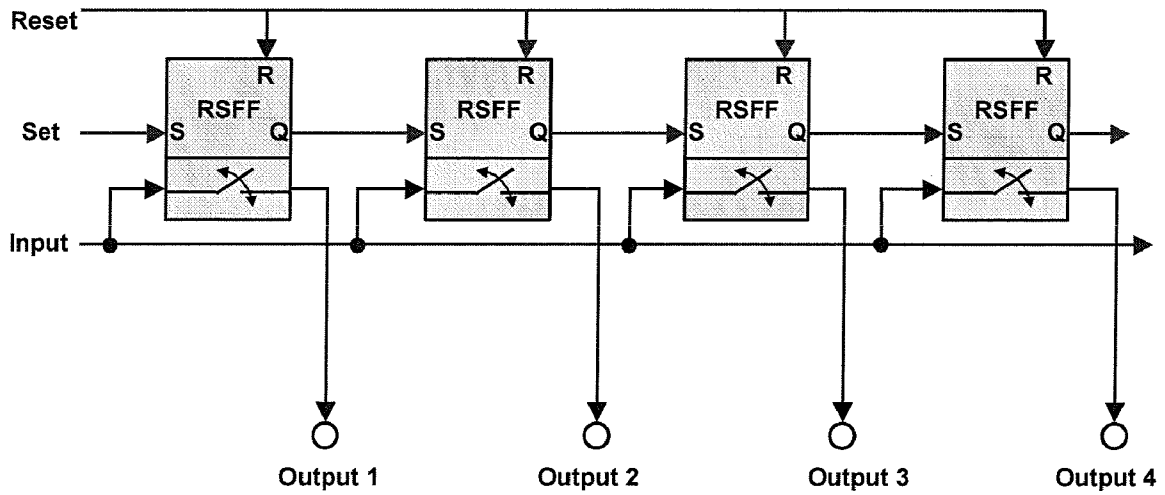 Reset
R R R R
RSFF RSFF RSFF RSFF
Set S Q S Q S Q S Q
Input
Output 1 Output 2 Output 3 Output 4